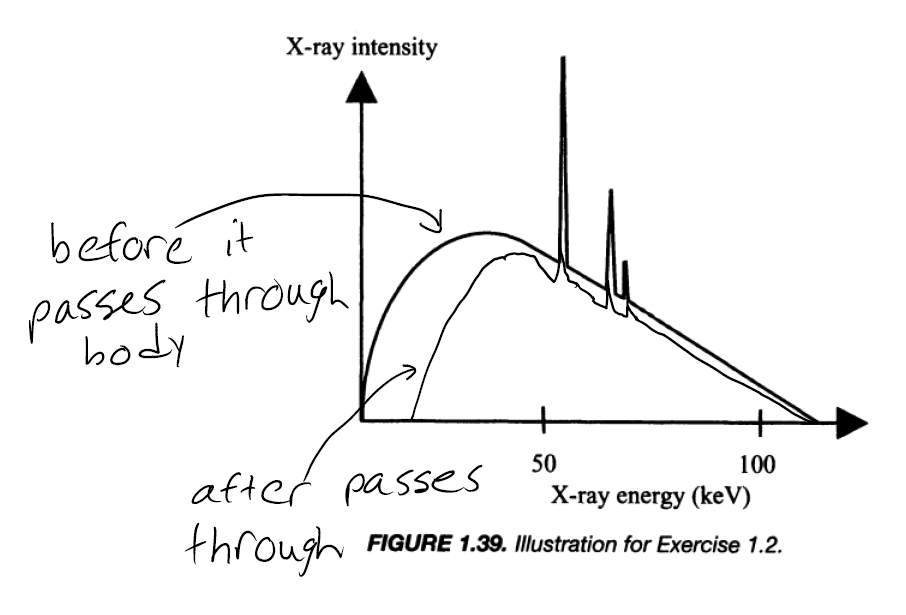 X-ray intensity
before it
passes through
body
50
100
X-ray energy (keV)
after passes
through
FIGURE 1.39. Illustration for Exercise 1.2.